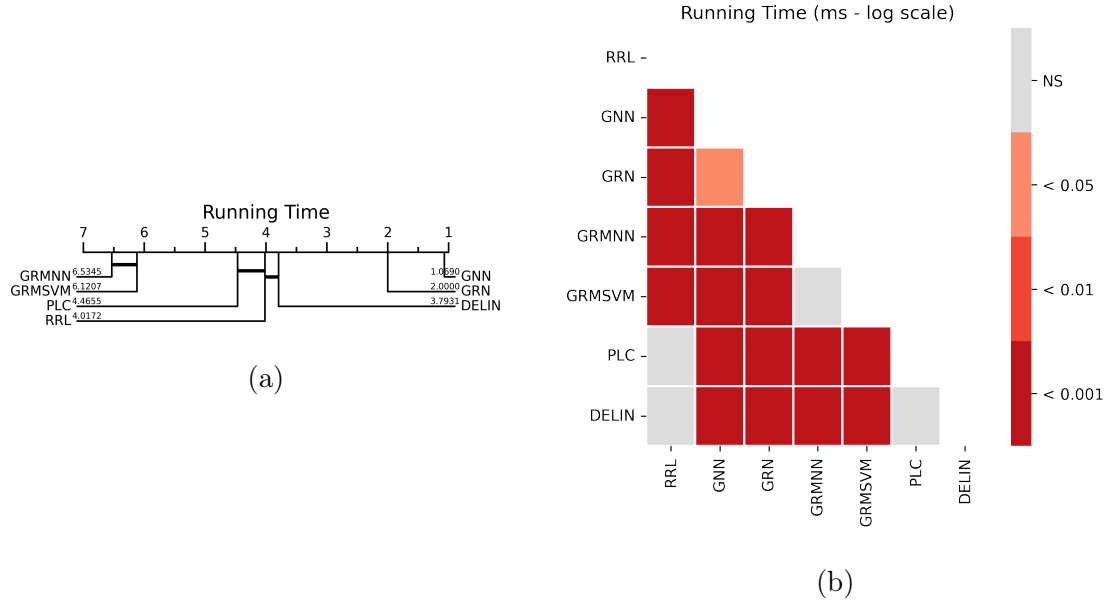 Running Time
7 6 5 4 3 2 1
GRMNN 6.5345
GRMSVM 6.1207
PLC 4.4655
RRL 4.0172
1.0690 GNN
2.0000 GRN
3.7931 DELIN
(a)
Running Time (ms - log scale)
RRL
GNN
GRN
GRMNN
GRMSVM
PLC
DELIN
RRL GNN GRN GRMNN GRMSVM PLC DELIN
NS
< 0.05
< 0.01
< 0.001
(b)